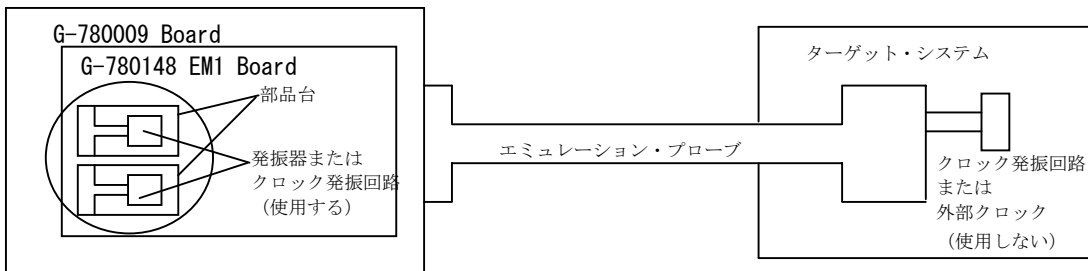 G-780009 Board
G-780148 EM1 Board
部品台
発振器または
クロック発振回路
（使用する）
エミュレーション・プローブ
ターゲット・システム
クロック発振回路
または
外部クロック
（使用しない）